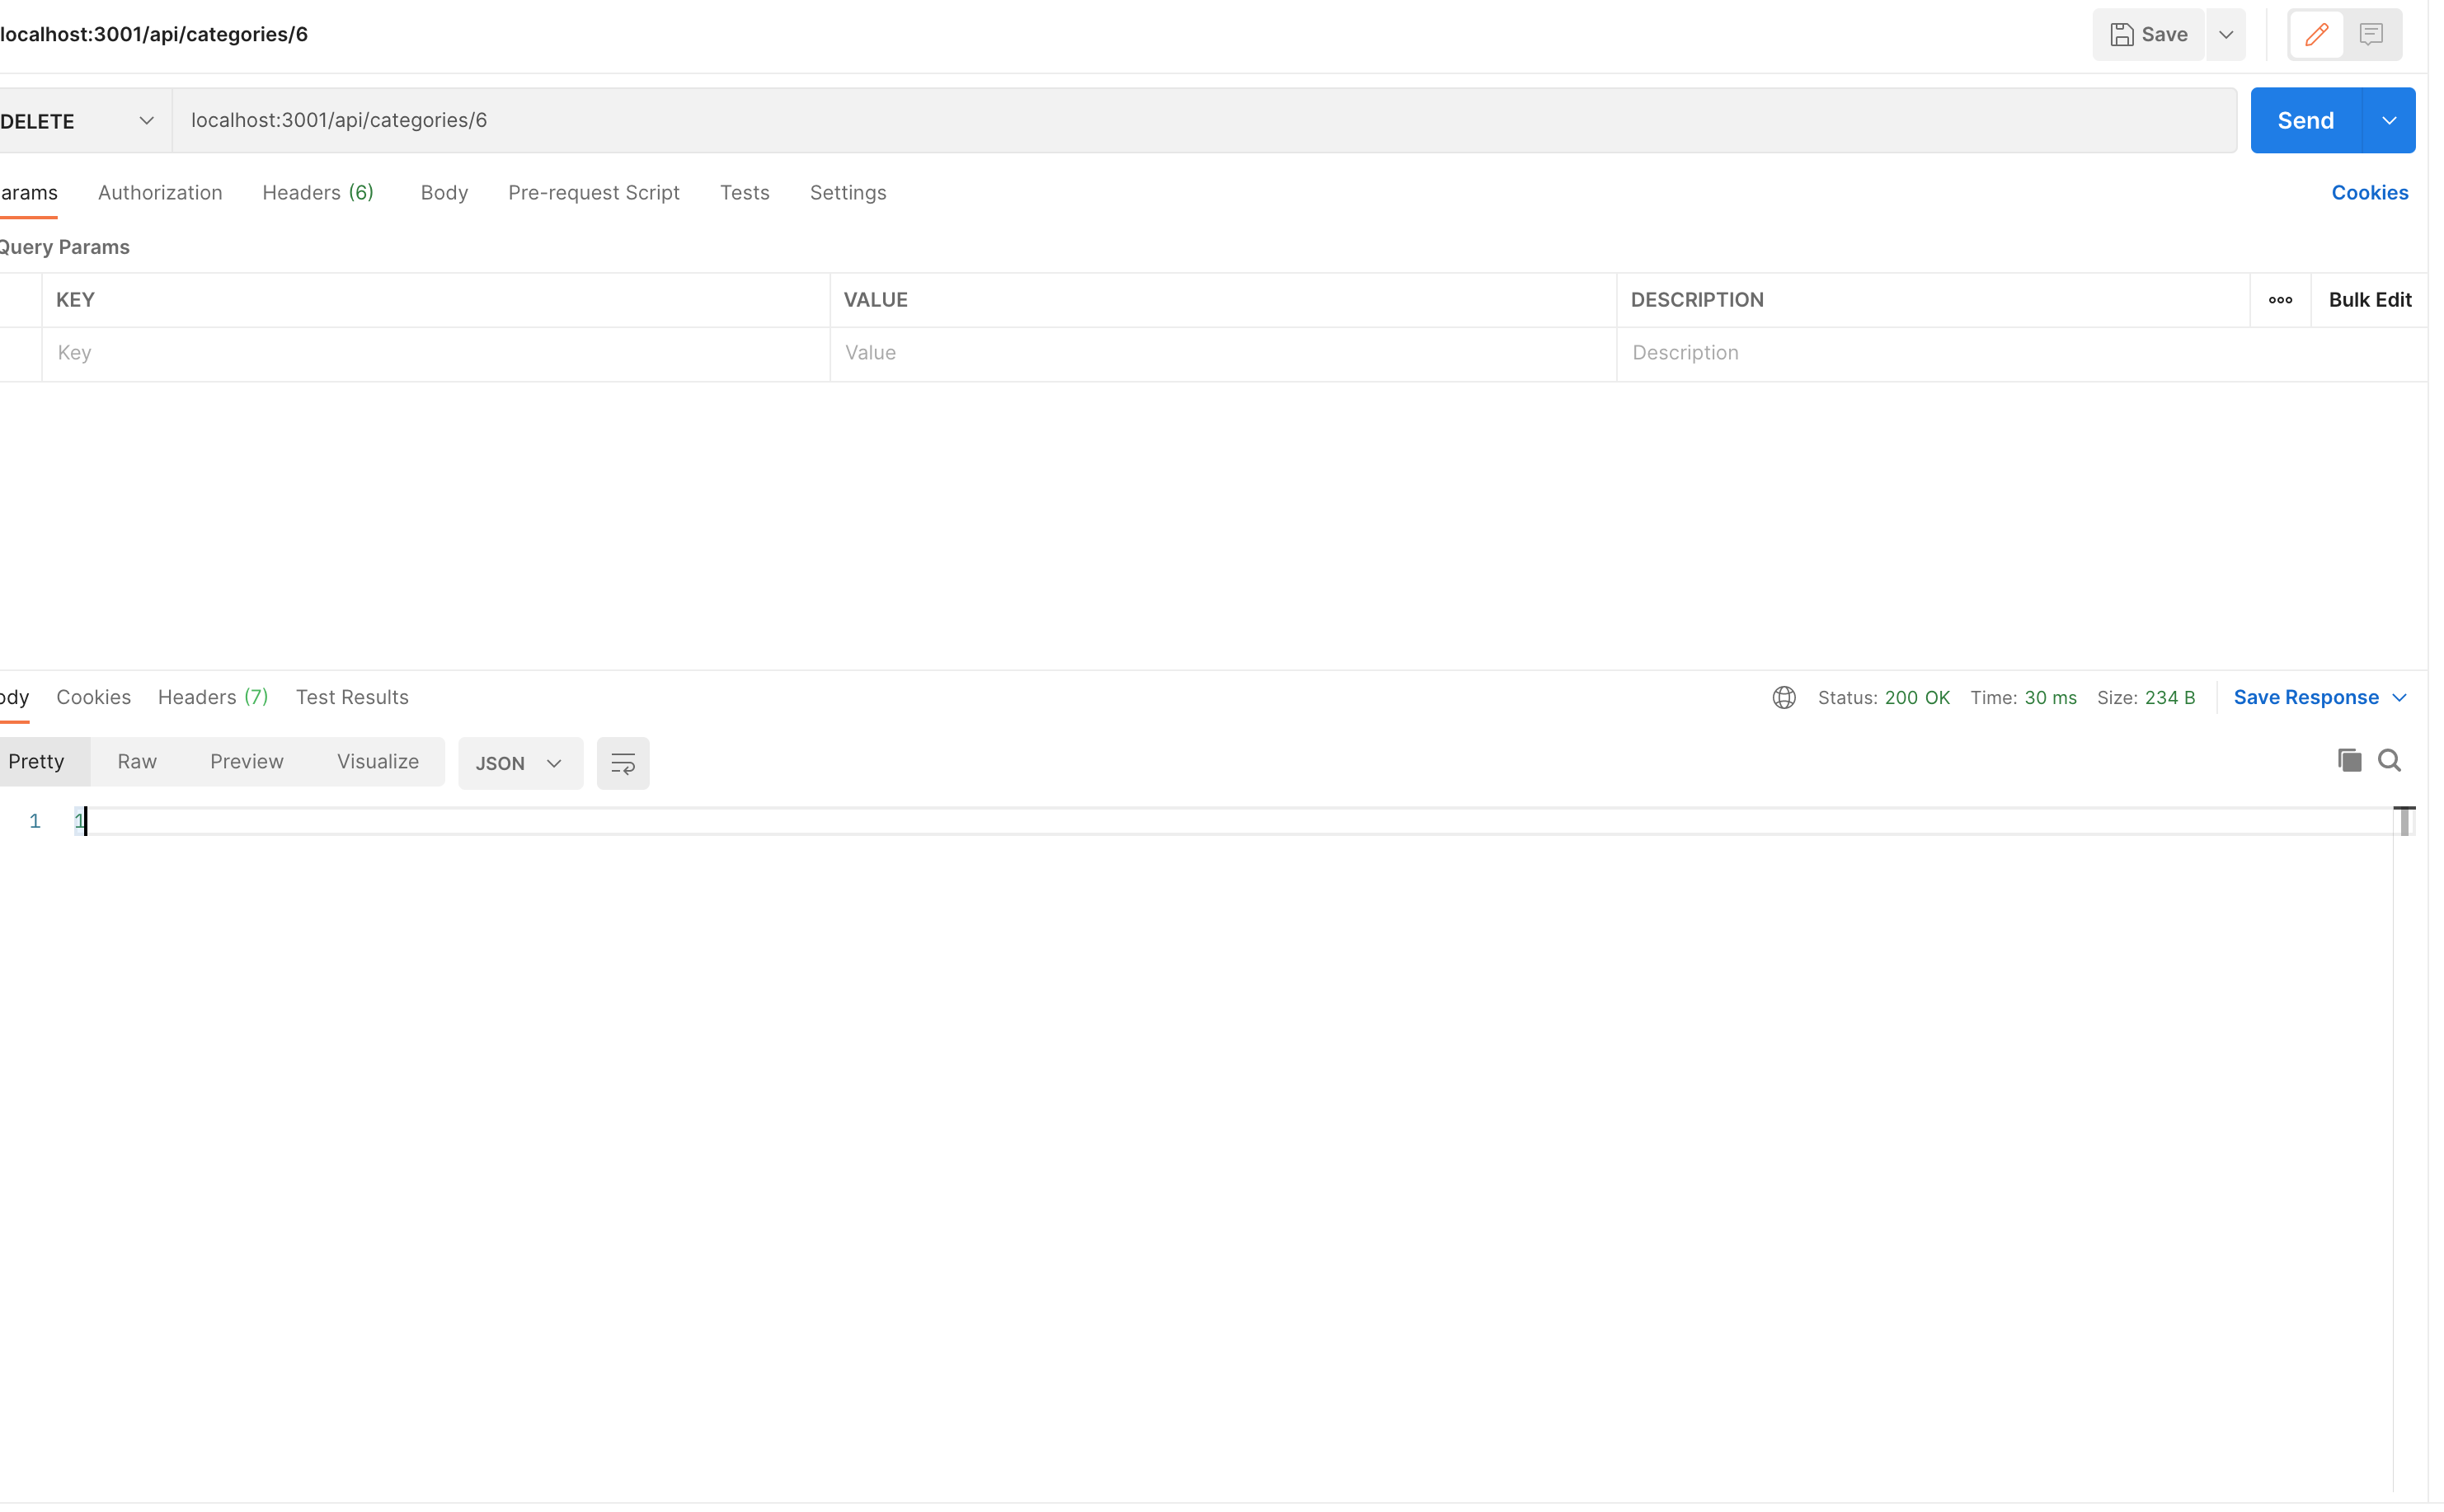 localhost:3001/api/categories/6
Save
DELETE
localhost:3001/api/categories/6
Send
arams Authorization Headers (6) Body Pre-request Script Tests Settings Cookies
Query Params
KEY VALUE DESCRIPTION ooo Bulk Edit
Key Value Description
ody Cookies Headers (7) Test Results Status: 200 OK Time: 30 ms Size: 234 B Save Response
Pretty Raw Preview Visualize JSON
1 1